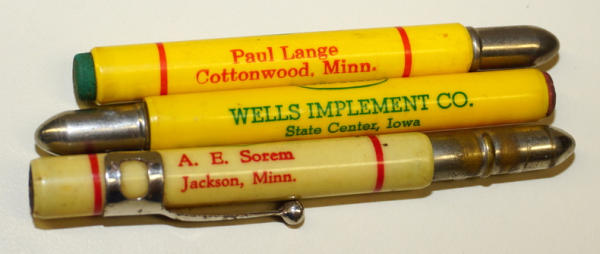 Paul Lange
Cottonwood, Minn.
WELLS IMPLEMENT CO.
State Center, Iowa
A. E. Sorem
Jackson, Minn.